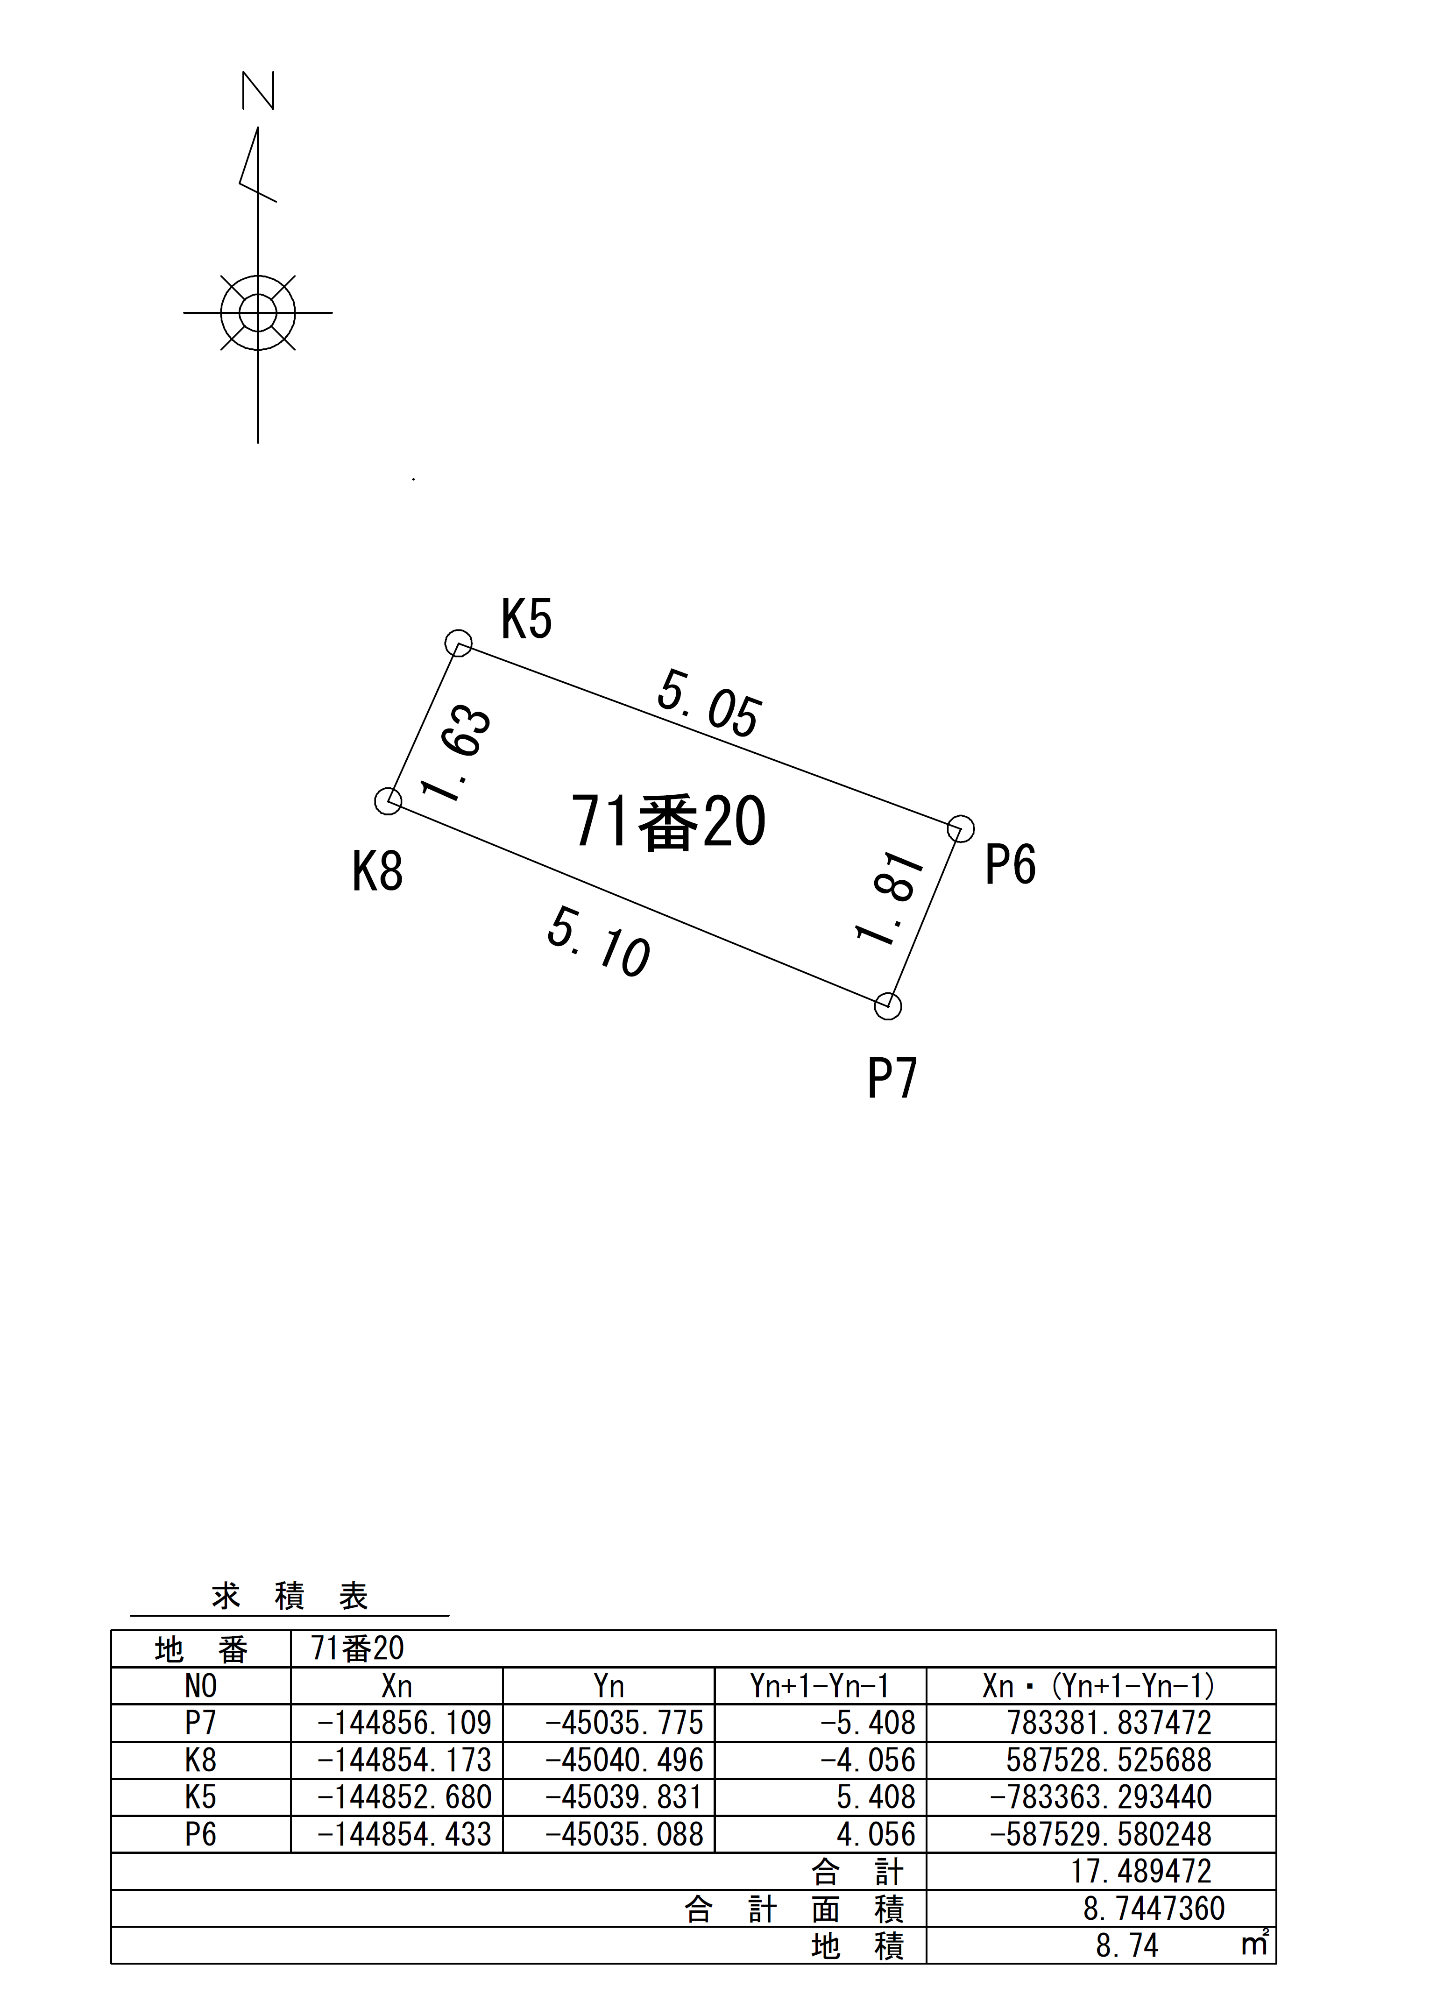 N
K5
5.05
1.63
71番20
K8
P6
1.81
5.10
P7
求 積 表
地 番 71番20
NO Xn Yn Yn+1-Yn-1 Xn・(Yn+1-Yn-1)
P7 -144856.109 -45035.775 -5.408 783381.837472
K8 -144854.173 -45040.496 -4.056 587528.525688
K5 -144852.680 -45039.831 5.408 -783363.293440
P6 -144854.433 -45035.088 4.056 -587529.580248
合 計 17.489472
合 計 面 積 8.7447360
地 積 8.74 ㎡